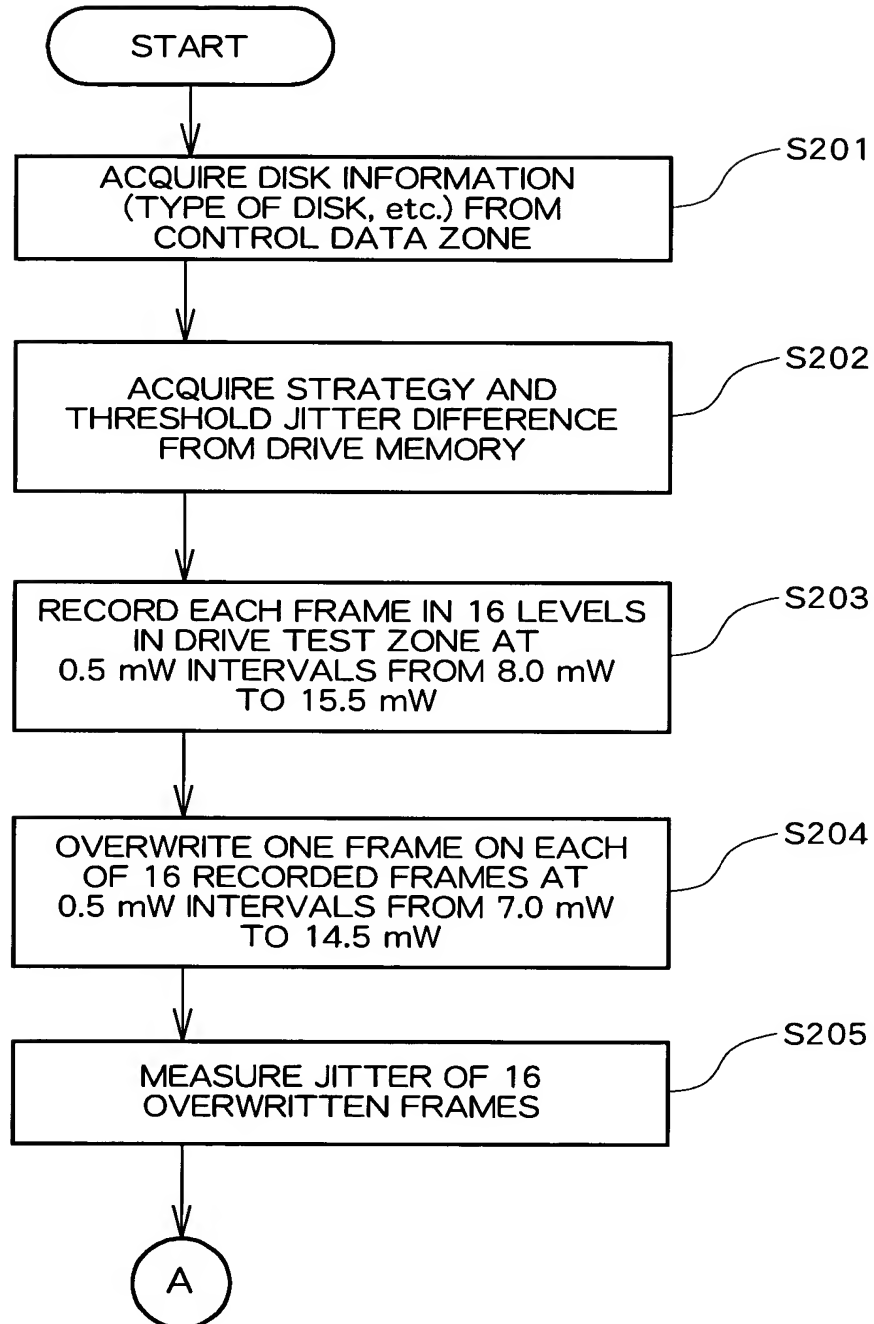 START
S201
ACQUIRE DISK INFORMATION
(TYPE OF DISK, etc.) FROM
CONTROL DATA ZONE
S202
ACQUIRE STRATEGY AND
THRESHOLD JITTER DIFFERENCE
FROM DRIVE MEMORY
S203
RECORD EACH FRAME IN 16 LEVELS
IN DRIVE TEST ZONE AT
0.5 mW INTERVALS FROM 8.0 mW
TO 15.5 mW
S204
OVERWRITE ONE FRAME ON EACH
OF 16 RECORDED FRAMES AT
0.5 mW INTERVALS FROM 7.0 mW
TO 14.5 mW
S205
MEASURE JITTER OF 16
OVERWRITTEN FRAMES
A